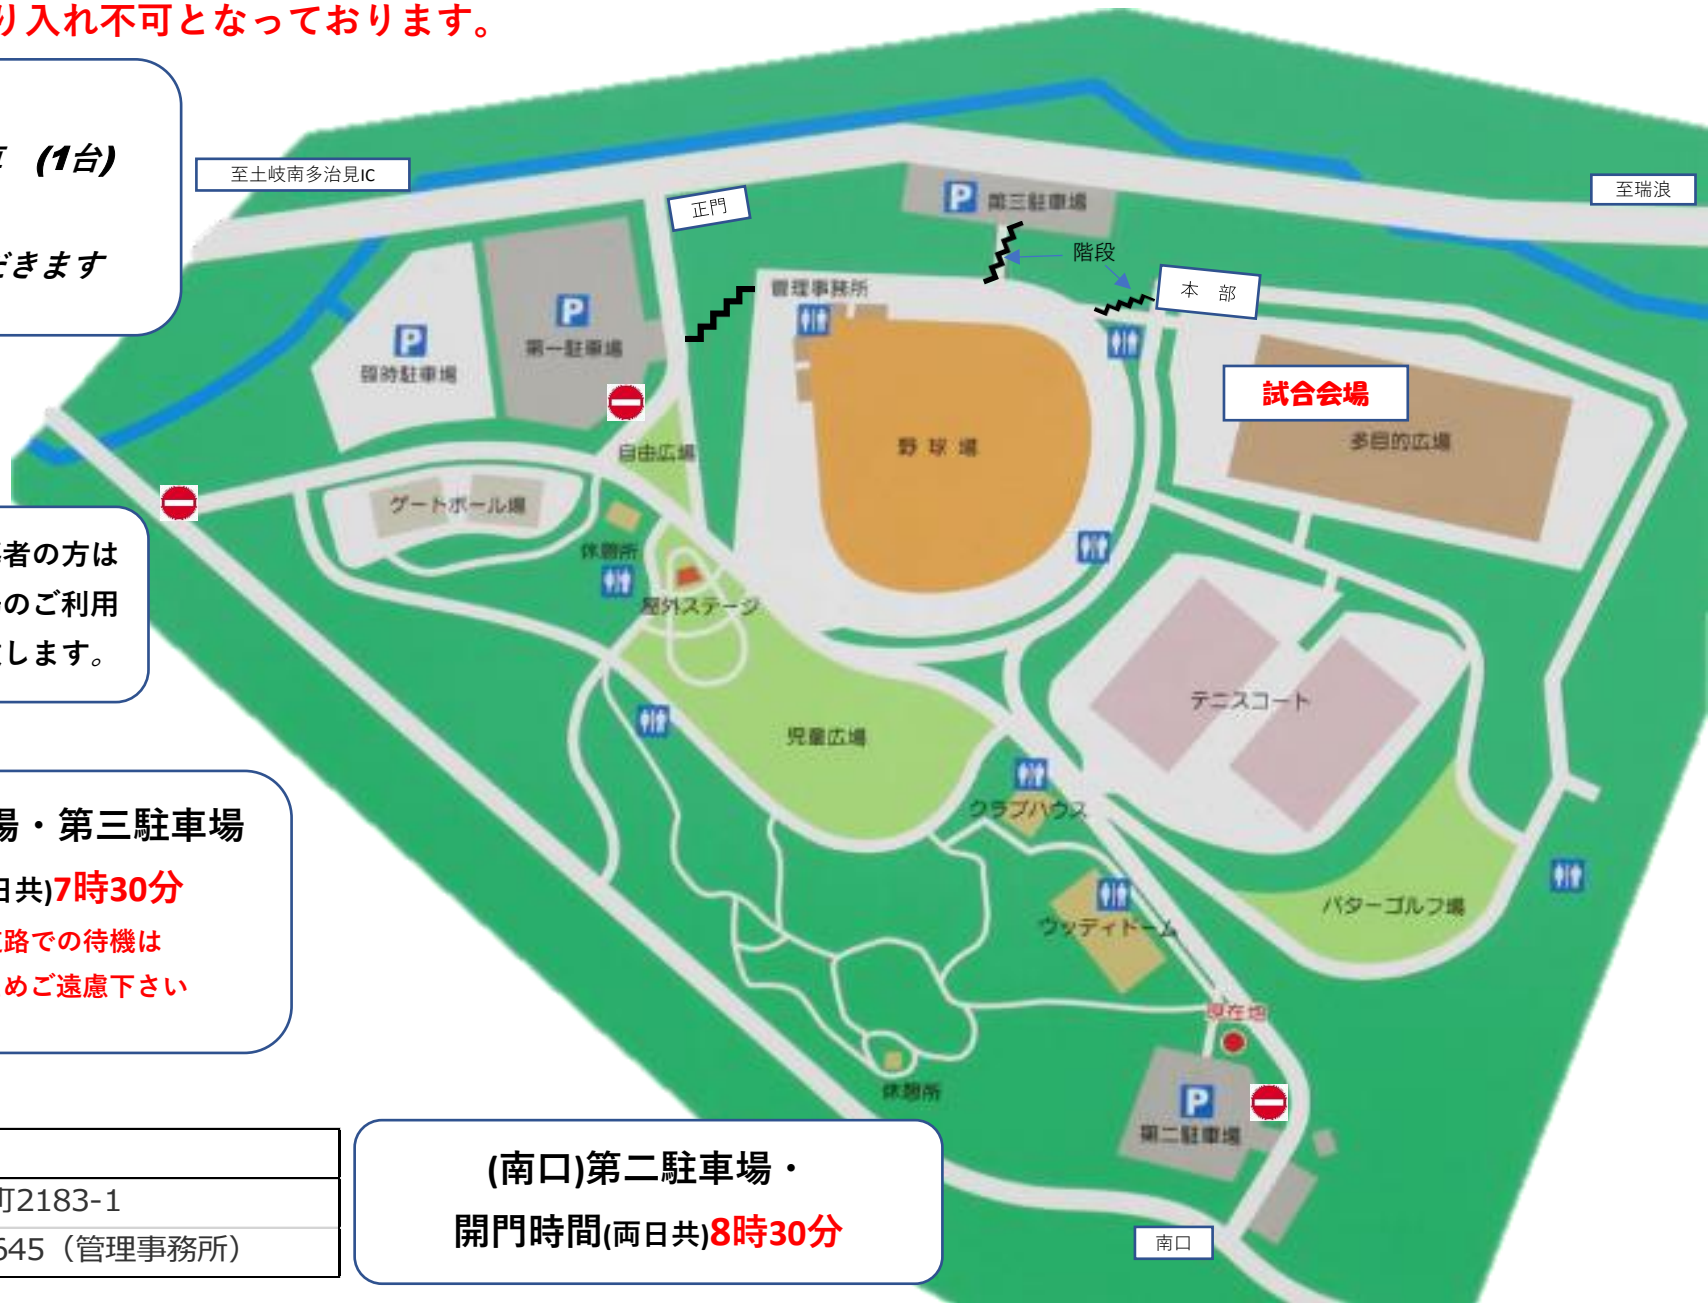 り入れ不可となっております。
(1台)
だきます
至土岐南多治見IC
正門
P 第三駐車場
至瑞浪
階段
本 部
管理事務所
P
第一駐車場
P
臨時駐車場
試合会場
多目的広場
野 球 場
自由広場
ゲートボール場
休憩所
屋外ステージ
者の方は
のご利用
します。
テニスコート
児童広場
クラブハウス
場・第三駐車場
日共)7時30分
路での待機は
めご遠慮下さい
パターゴルフ場
ウッディドーム
現在地
休憩所
P
第二駐車場
町2183-1
645（管理事務所）
(南口)第二駐車場・
開門時間(両日共)8時30分
南口